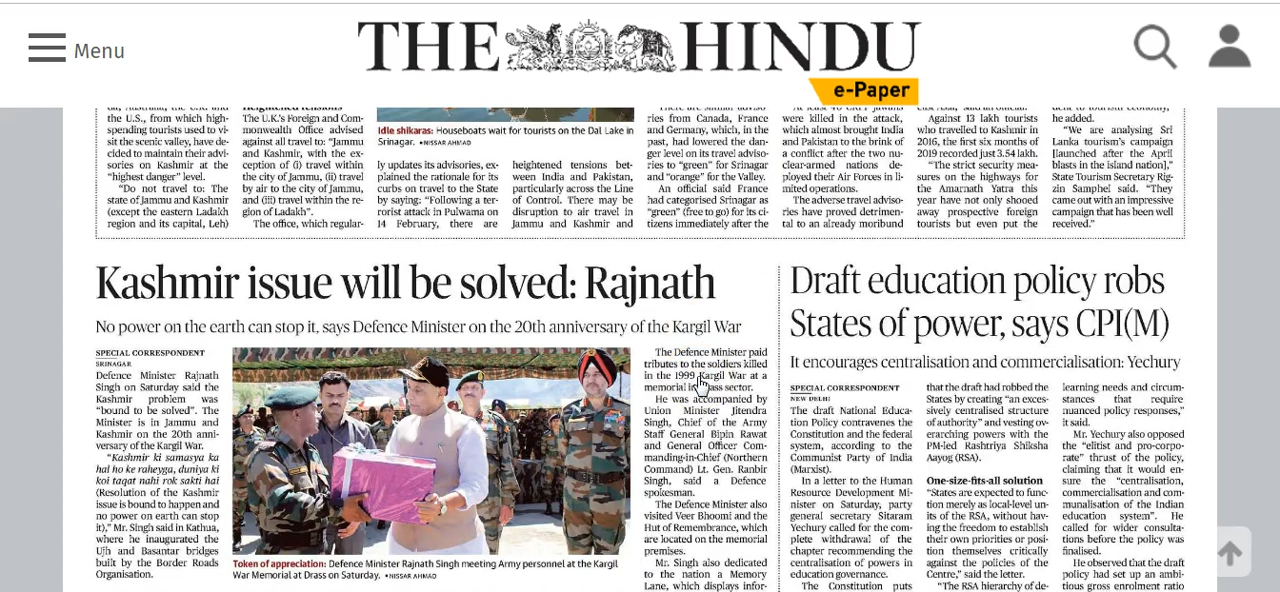 Menu
THE HINDU
e-Paper
the U.S., from which high-
spending tourists used to vi-
sit the scenic valley, have de-
cided to maintain their advi-
sories on Kashmir at the
“highest danger” level.
“Do not travel to: The
state of Jammu and Kashmir
(except the eastern Ladakh
region and its capital, Leh)
Heightened tensions
The U.K.’s Foreign and Com-
monwealth Office advised
against all travel to: “Jammu
and Kashmir, with the ex-
ception of (i) travel within
the city of Jammu, (ii) travel
by air to the city of Jammu,
and (iii) travel within the re-
gion of Ladakh”.
The office, which regular-
Idle shikaras: Houseboats wait for tourists on the Dal Lake in
Srinagar. •NISSAR AHMAD
ly updates its advisories, ex-
plained the rationale for its
curbs on travel to the State
by saying: “Following a ter-
rorist attack in Pulwama on
14 February, there are
heightened tensions bet-
ween India and Pakistan,
particularly across the Line
of Control. There may be
disruption to air travel in
Jammu and Kashmir and
There are similar adviso-
ries from Canada, France
and Germany, which, in the
past, had lowered the dan-
ger level on its travel adviso-
ries to “green” for Srinagar
and “orange” for the Valley.
An official said France
had categorised Srinagar as
“green” (free to go) for its ci-
tizens immediately after the
At least 40 CRPF jawans
were killed in the attack,
which almost brought India
and Pakistan to the brink of
a conflict after the two nu-
clear-armed nations de-
ployed their Air Forces in li-
mited operations.
The adverse travel adviso-
ries have proved detrimen-
tal to an already moribund
East Asia, said an official.
Against 13 lakh tourists
who travelled to Kashmir in
2016, the first six months of
2019 recorded just 3.54 lakh.
“The strict security mea-
sures on the highways for
the Amarnath Yatra this
year have not only shooed
away prospective foreign
tourists but even put the
dent to tourism economy,”
he added.
“We are analysing Sri
Lanka tourism’s campaign
[launched after the April
blasts in the island nation],”
State Tourism Secretary Rig-
zin Samphel said. “They
came out with an impressive
campaign that has been well
received.”
Kashmir issue will be solved: Rajnath
No power on the earth can stop it, says Defence Minister on the 20th anniversary of the Kargil War
SPECIAL CORRESPONDENT
SRINAGAR
Defence Minister Rajnath
Singh on Saturday said the
Kashmir problem was
“bound to be solved”. The
Minister is in Jammu and
Kashmir on the 20th anni-
versary of the Kargil War.
“Kashmir ki samasya ka
hal ho ke raheyga, duniya ki
koi taqat nahi rok sakti hai
(Resolution of the Kashmir
issue is bound to happen and
no power on earth can stop
it),” Mr. Singh said in Kathua,
where he inaugurated the
Ujh and Basantar bridges
built by the Border Roads
Organisation.
Token of appreciation: Defence Minister Rajnath Singh meeting Army personnel at the Kargil
War Memorial at Drass on Saturday. •NISSAR AHMAD
The Defence Minister paid
tributes to the soldiers killed
in the 1999 Kargil War at a
memorial in Drass sector.
He was accompanied by
Union Minister Jitendra
Singh, Chief of the Army
Staff General Bipin Rawat
and General Officer Com-
manding-in-Chief (Northern
Command) Lt. Gen. Ranbir
Singh, said a Defence
spokesman.
The Defence Minister also
visited Veer Bhoomi and the
Hut of Remembrance, which
are located on the memorial
premises.
Mr. Singh also dedicated
to the nation a Memory
Lane, which displays infor-
Draft education policy robs
States of power, says CPI(M)
It encourages centralisation and commercialisation: Yechury
SPECIAL CORRESPONDENT
NEW DELHI
The draft National Educa-
tion Policy contravenes the
Constitution and the federal
system, according to the
Communist Party of India
(Marxist).
In a letter to the Human
Resource Development Mi-
nister on Saturday, party
general secretary Sitaram
Yechury called for the com-
plete withdrawal of the
chapter recommending the
centralisation of powers in
education governance.
The Constitution puts
that the draft had robbed the
States by creating “an exces-
sively centralised structure
of authority” and vesting ov-
erarching powers with the
PM-led Rashtriya Shiksha
Aayog (RSA).
One-size-fits-all solution
“States are expected to func-
tion merely as local-level un-
its of the RSA, without hav-
ing the freedom to establish
their own priorities or posi-
tion themselves critically
against the policies of the
Centre,” said the letter.
“The RSA hierarchy of de-
learning needs and circum-
stances that require
nuanced policy responses,”
it said.
Mr. Yechury also opposed
the “elitist and pro-corpo-
rate” thrust of the policy,
claiming that it would en-
sure the “centralisation,
commercialisation and com-
munalisation of the Indian
education system”. He
called for wider consulta-
tions before the policy was
finalised.
He observed that the draft
policy had set up an ambi-
tious gross enrolment ratio